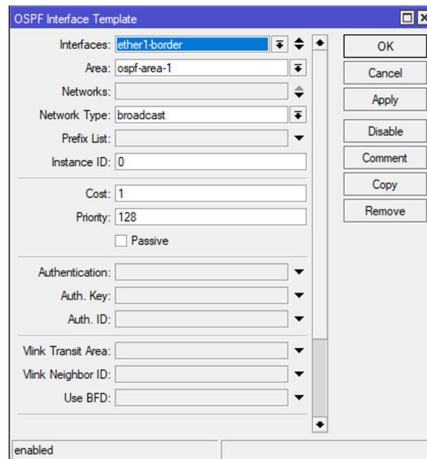 OSPF Interface Template
Interfaces: ether1-border
Area: ospf-area-1
Networks:
Network Type: broadcast
Prefix List:
Instance ID: 0
Cost: 1
Priority: 128
Passive
Authentication:
Auth. Key:
Auth. ID:
Vlink Transit Area:
Vlink Neighbor ID:
Use BFD:
OK
Cancel
Apply
Disable
Comment
Copy
Remove
enabled